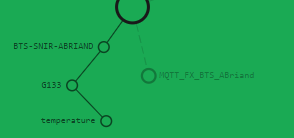 BTS-SNIR-ABRIAND
MQTT_FX_BTS_ABriand
G133
temperature